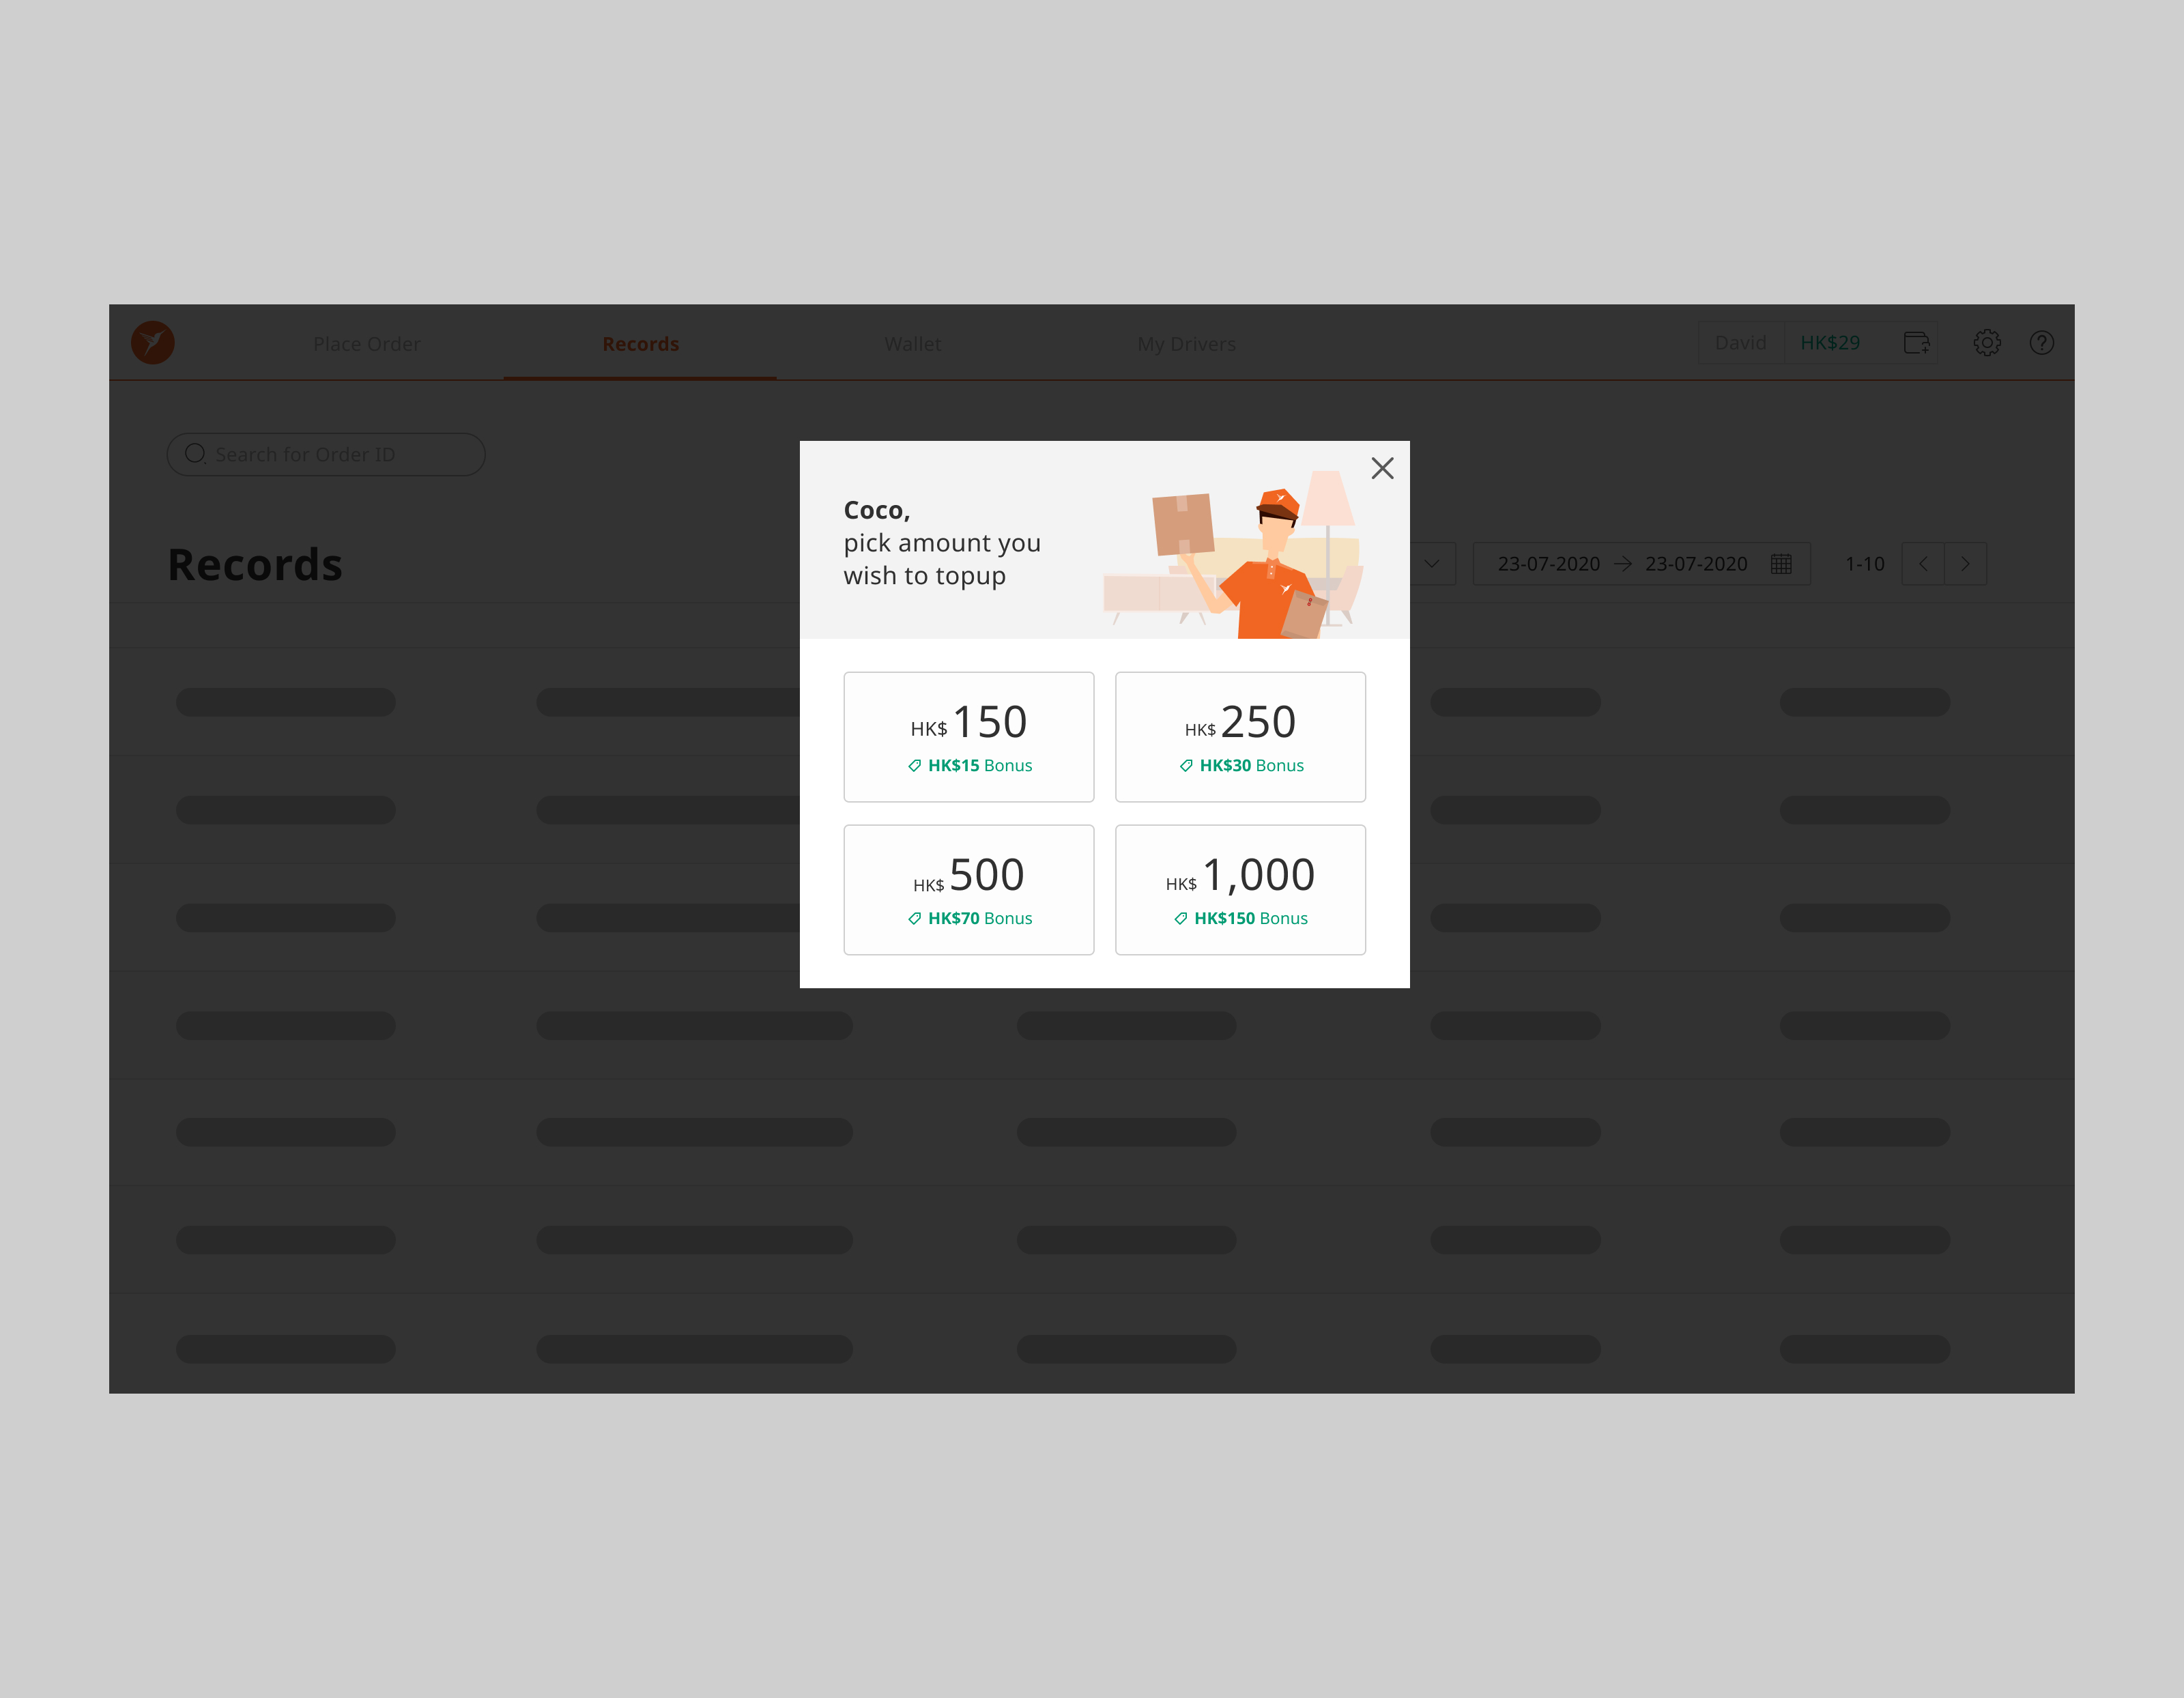 Place Order
Records
Wallet
My Drivers
David
HK$29
Search for Order ID
Records
23-07-2020
23-07-2020
1-10
Coco,
pick amount you
wish to topup
HK$ 150
HK$15 Bonus
HK$ 250
HK$30 Bonus
HK$ 500
HK$70 Bonus
HK$ 1,000
HK$150 Bonus